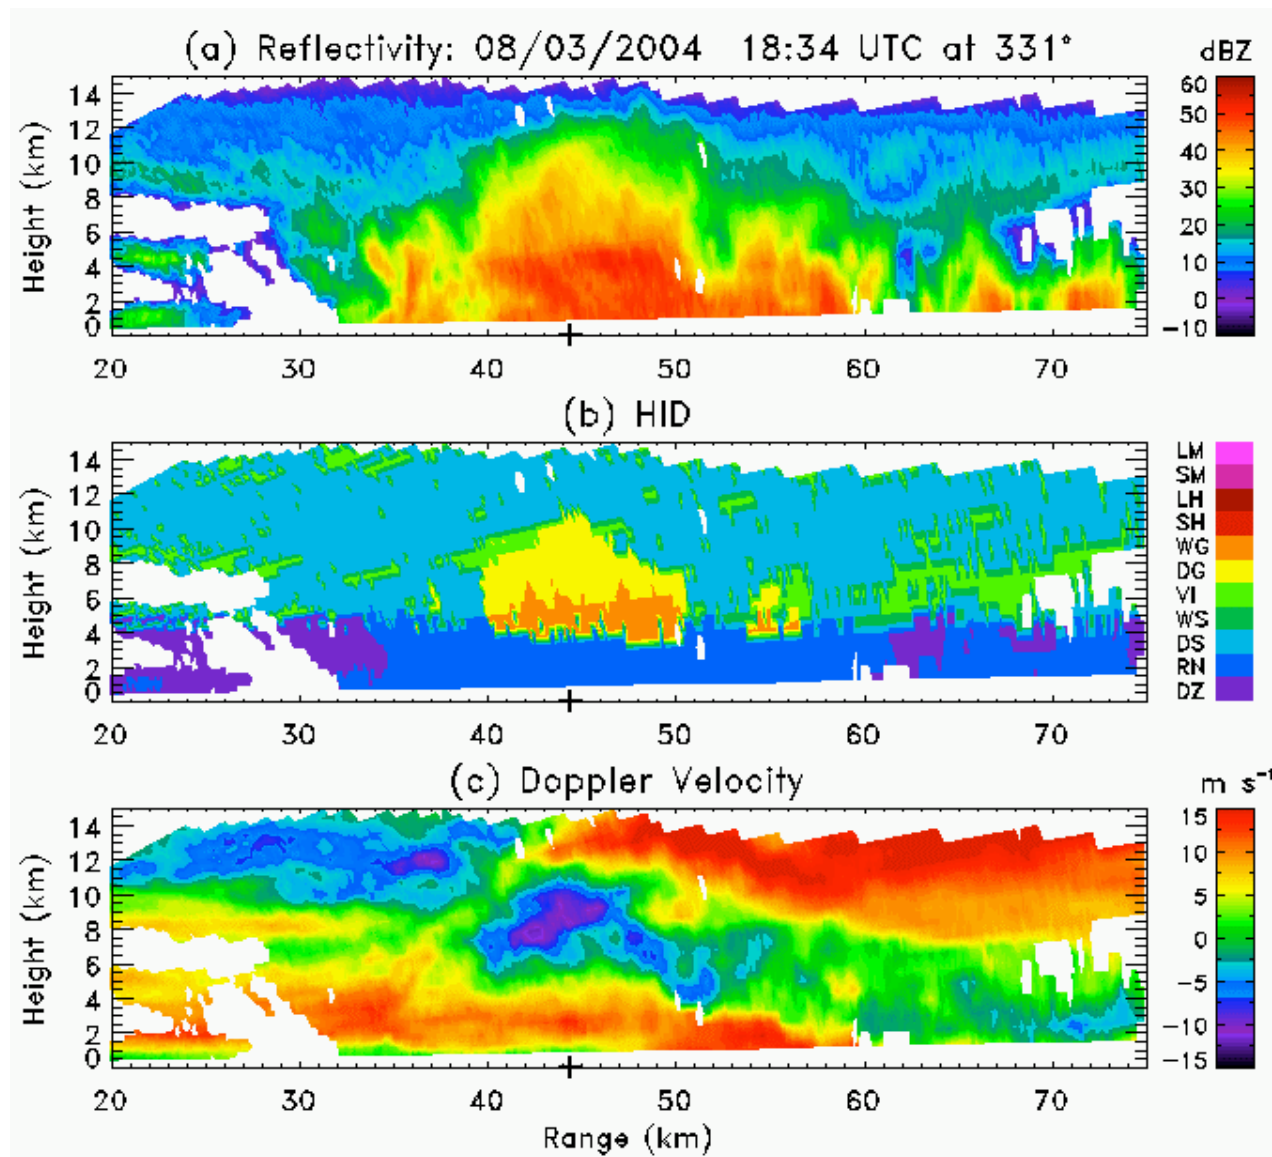 (a) Reflectivity: 08/03/2004 18:34 UTC at 331°
dBZ
Height (km)
14
12
10
8
6
4
2
0
60
50
40
30
20
10
0
-10
20 30 40 50 60 70
(b) HID
Height (km)
14
12
10
8
6
4
2
0
LM
SM
LH
SH
WG
DG
VI
WS
DS
RN
DZ
20 30 40 50 60 70
(c) Doppler Velocity
m s⁻¹
Height (km)
14
12
10
8
6
4
2
0
15
10
5
0
-5
-10
-15
20 30 40 50 60 70
Range (km)